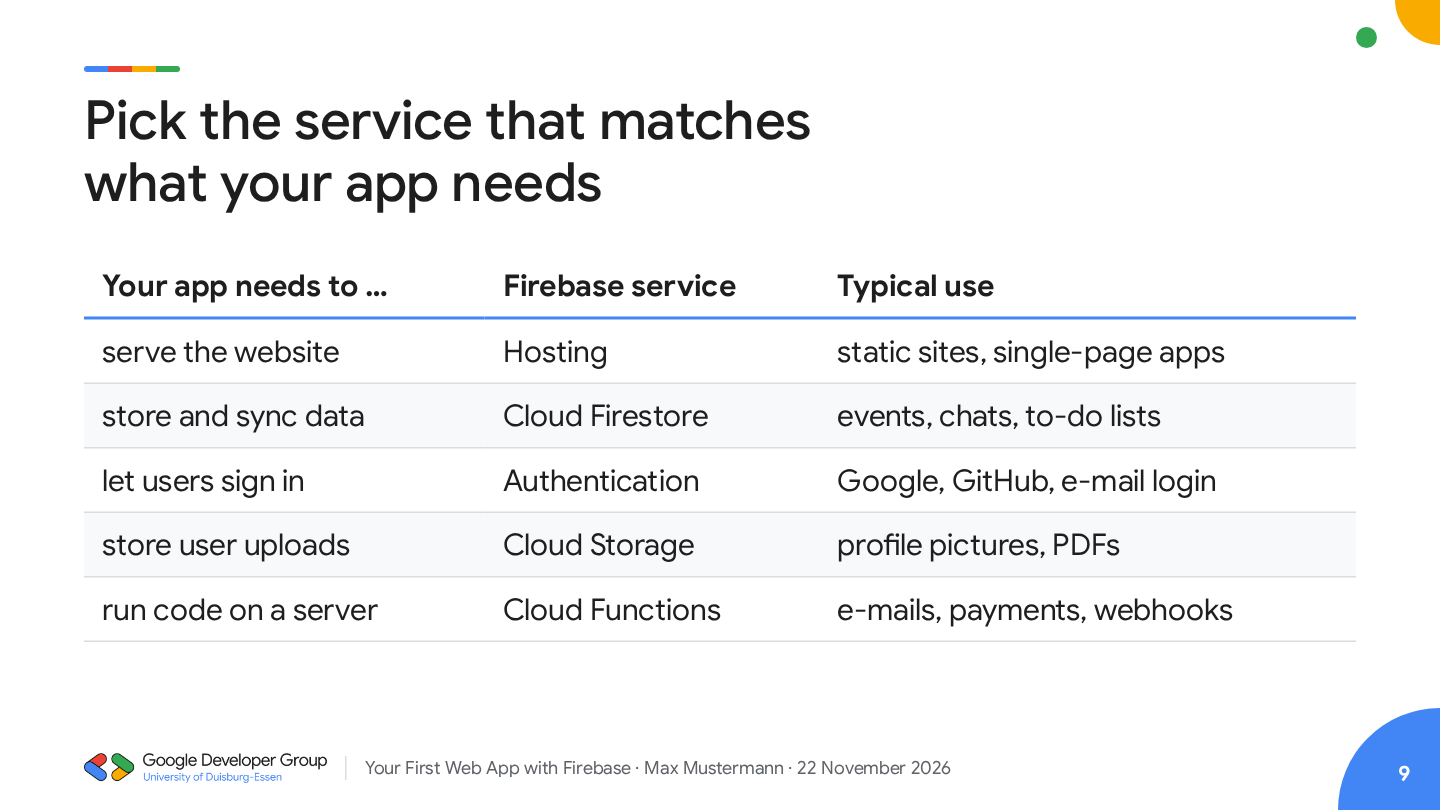 Pick the service that matches
what your app needs
Your app needs to ... Firebase service Typical use
serve the website Hosting static sites, single-page apps
store and sync data Cloud Firestore events, chats, to-do lists
let users sign in Authentication Google, GitHub, e-mail login
store user uploads Cloud Storage profile pictures, PDFs
run code on a server Cloud Functions e-mails, payments, webhooks
Google Developer Group
University of Duisburg-Essen
Your First Web App with Firebase · Max Mustermann · 22 November 2026
9